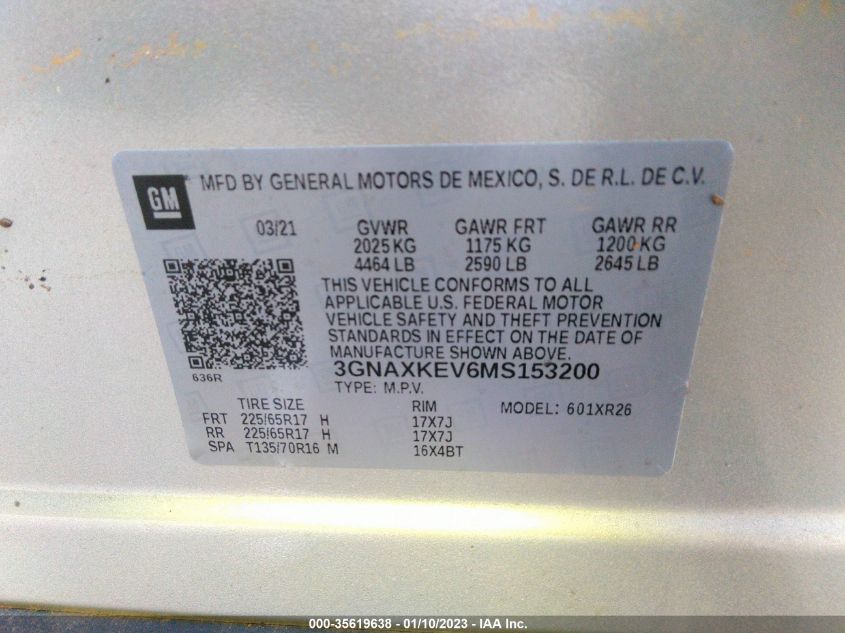 GM
MFD BY GENERAL MOTORS DE MEXICO, S. DE R.L. DE C.V.
03/21 GVWR GAWR FRT GAWR RR
2025 KG 1175 KG 1200 KG
4464 LB 2590 LB 2645 LB
THIS VEHICLE CONFORMS TO ALL
APPLICABLE U.S. FEDERAL MOTOR
VEHICLE SAFETY AND THEFT PREVENTION
STANDARDS IN EFFECT ON THE DATE OF
MANUFACTURE SHOWN ABOVE.
3GNAXKEV6MS153200
636R
TYPE: M.P.V.
TIRE SIZE RIM MODEL: 601XR26
FRT 225/65R17 H 17X7J
RR 225/65R17 H 17X7J
SPA T135/70R16 M 16X4BT
000-35619638 - 01/10/2023 - IAA Inc.